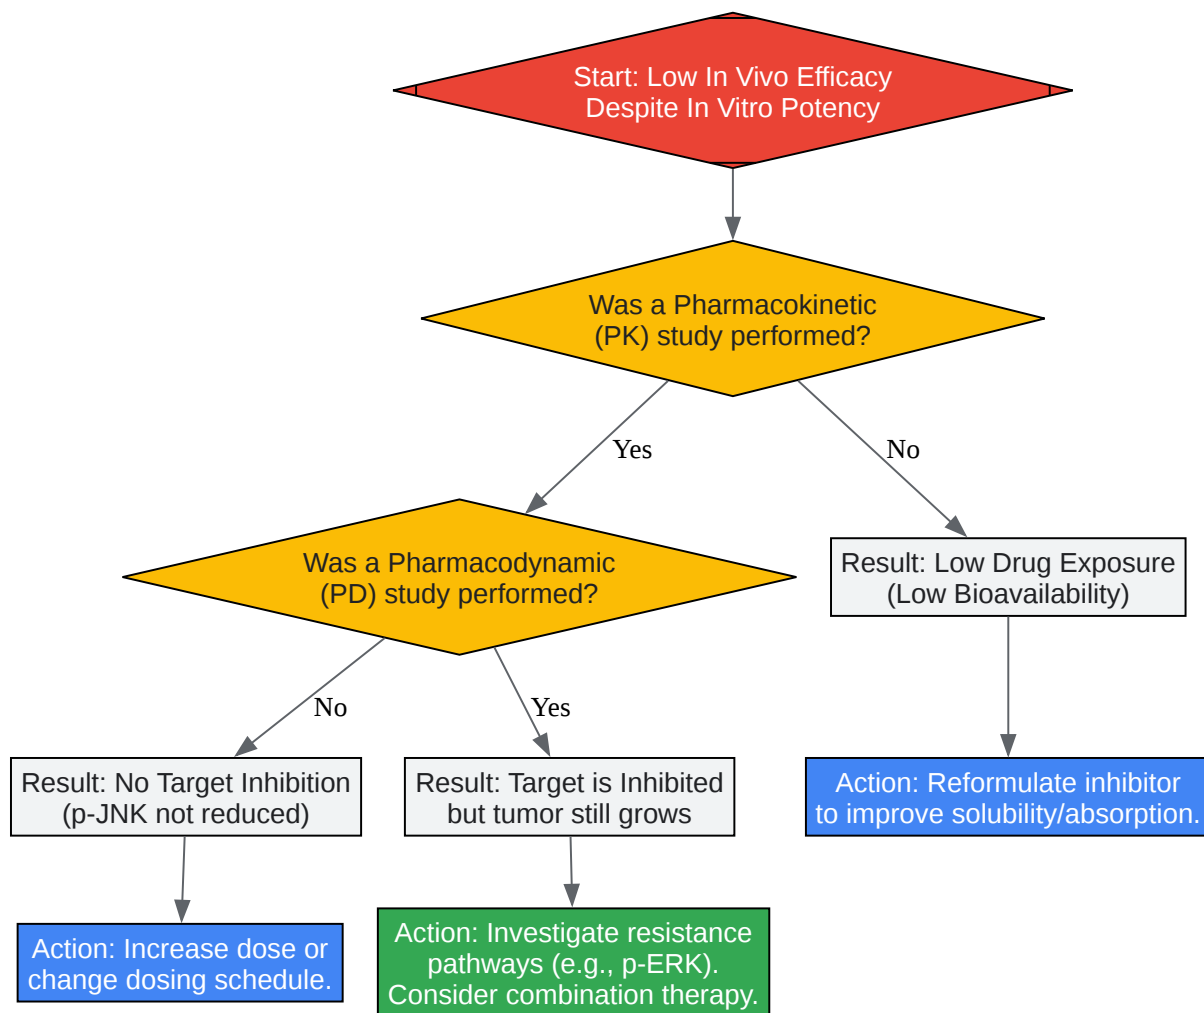 Start: Low In Vivo Efficacy
Despite In Vitro Potency
Was a Pharmacokinetic
(PK) study performed?
Yes
No
Was a Pharmacodynamic
(PD) study performed?
Result: Low Drug Exposure
(Low Bioavailability)
No
Yes
Result: No Target Inhibition
(p-JNK not reduced)
Result: Target is Inhibited
but tumor still grows
Action: Reformulate inhibitor
to improve solubility/absorption.
Action: Increase dose or
change dosing schedule.
Action: Investigate resistance
pathways (e.g., p-ERK).
Consider combination therapy.